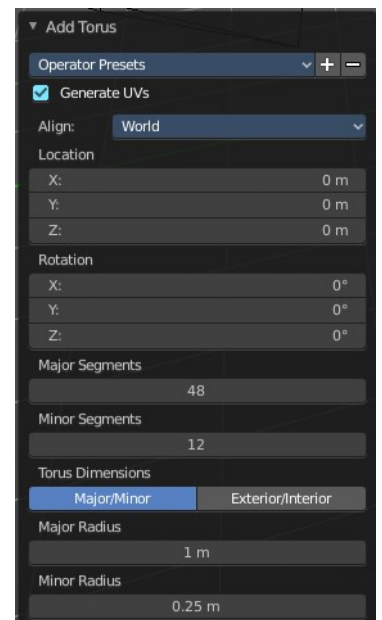 Add Torus
Operator Presets
Generate UVs
Align: World
Location
X: 0 m
Y: 0 m
Z: 0 m
Rotation
X: 0°
Y: 0°
Z: 0°
Major Segments
48
Minor Segments
12
Torus Dimensions
Major/Minor Exterior/Interior
Major Radius
1 m
Minor Radius
0.25 m